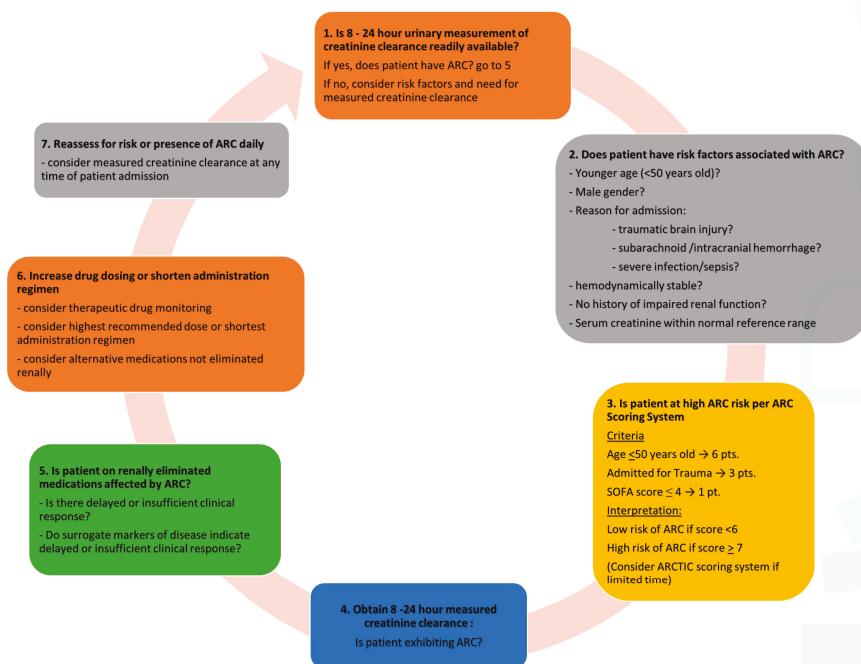 1. Is 8 - 24 hour urinary measurement of
creatinine clearance readily available?
If yes, does patient have ARC? go to 5
If no, consider risk factors and need for
measured creatinine clearance
2. Does patient have risk factors associated with ARC?
- Younger age (<50 years old)?
- Male gender?
- Reason for admission:
- traumatic brain injury?
- subarachnoid /intracranial hemorrhage?
- severe infection/sepsis?
- hemodynamically stable?
- No history of impaired renal function?
- Serum creatinine within normal reference range
3. Is patient at high ARC risk per ARC
Scoring System
Criteria
Age ≤50 years old → 6 pts.
Admitted for Trauma → 3 pts.
SOFA score ≤ 4 → 1 pt.
Interpretation:
Low risk of ARC if score <6
High risk of ARC if score ≥ 7
(Consider ARCTIC scoring system if
limited time)
4. Obtain 8 -24 hour measured
creatinine clearance :
Is patient exhibiting ARC?
5. Is patient on renally eliminated
medications affected by ARC?
- Is there delayed or insufficient clinical
response?
- Do surrogate markers of disease indicate
delayed or insufficient clinical response?
6. Increase drug dosing or shorten administration
regimen
- consider therapeutic drug monitoring
- consider highest recommended dose or shortest
administration regimen
- consider alternative medications not eliminated
renally
7. Reassess for risk or presence of ARC daily
- consider measured creatinine clearance at any
time of patient admission